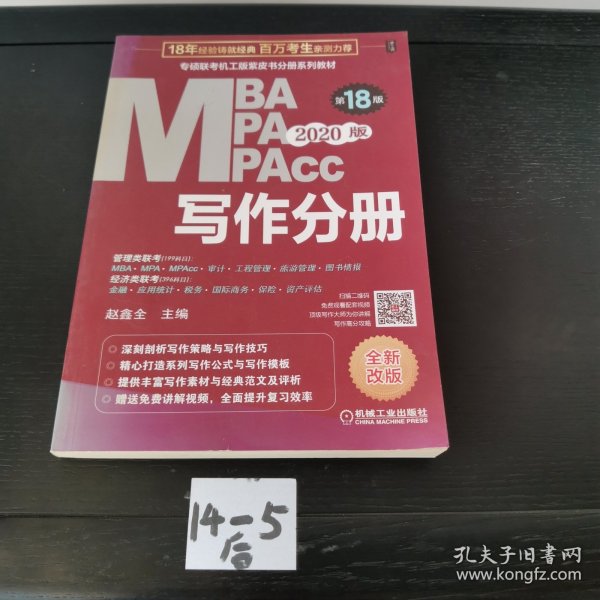 18年经验铸就经典 百万考生亲测力荐
专硕联考机工版紫皮书分册系列教材
MBA
MPA
MPAcc
第18版
2020版
写作分册
管理类联考(199科目):
MBA·MPA·MPAcc·审计·工程管理·旅游管理·图书情报
经济类联考(396科目):
金融·应用统计·税务·国际商务·保险·资产评估
赵鑫全 主编
扫描二维码
免费观看配套视频
顶级写作大师为你讲解
写作高分攻略
深刻剖析写作策略与写作技巧
精心打造系列写作公式与写作模板
提供丰富写作素材与经典范文及评析
赠送免费讲解视频,全面提升复习效率
全新
改版
机械工业出版社
CHINA MACHINE PRESS
14-5
后
孔夫子旧书网
www.kongfz.com